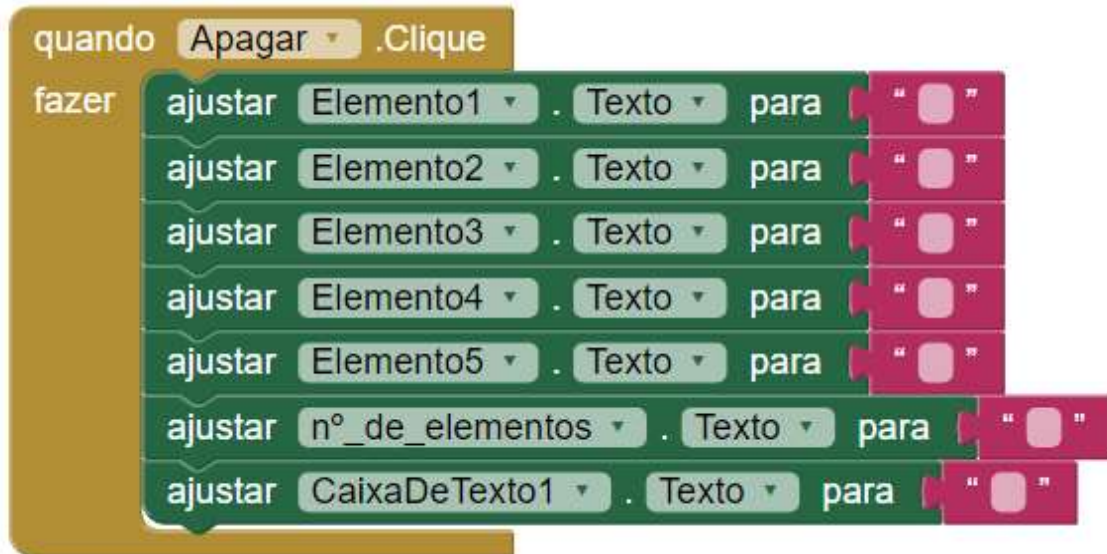 quando Apagar .Clique
fazer ajustar Elemento1 . Texto para “ ”
ajustar Elemento2 . Texto para “ ”
ajustar Elemento3 . Texto para “ ”
ajustar Elemento4 . Texto para “ ”
ajustar Elemento5 . Texto para “ ”
ajustar nº_de_elementos . Texto para “ ”
ajustar CaixaDeTexto1 . Texto para “ ”